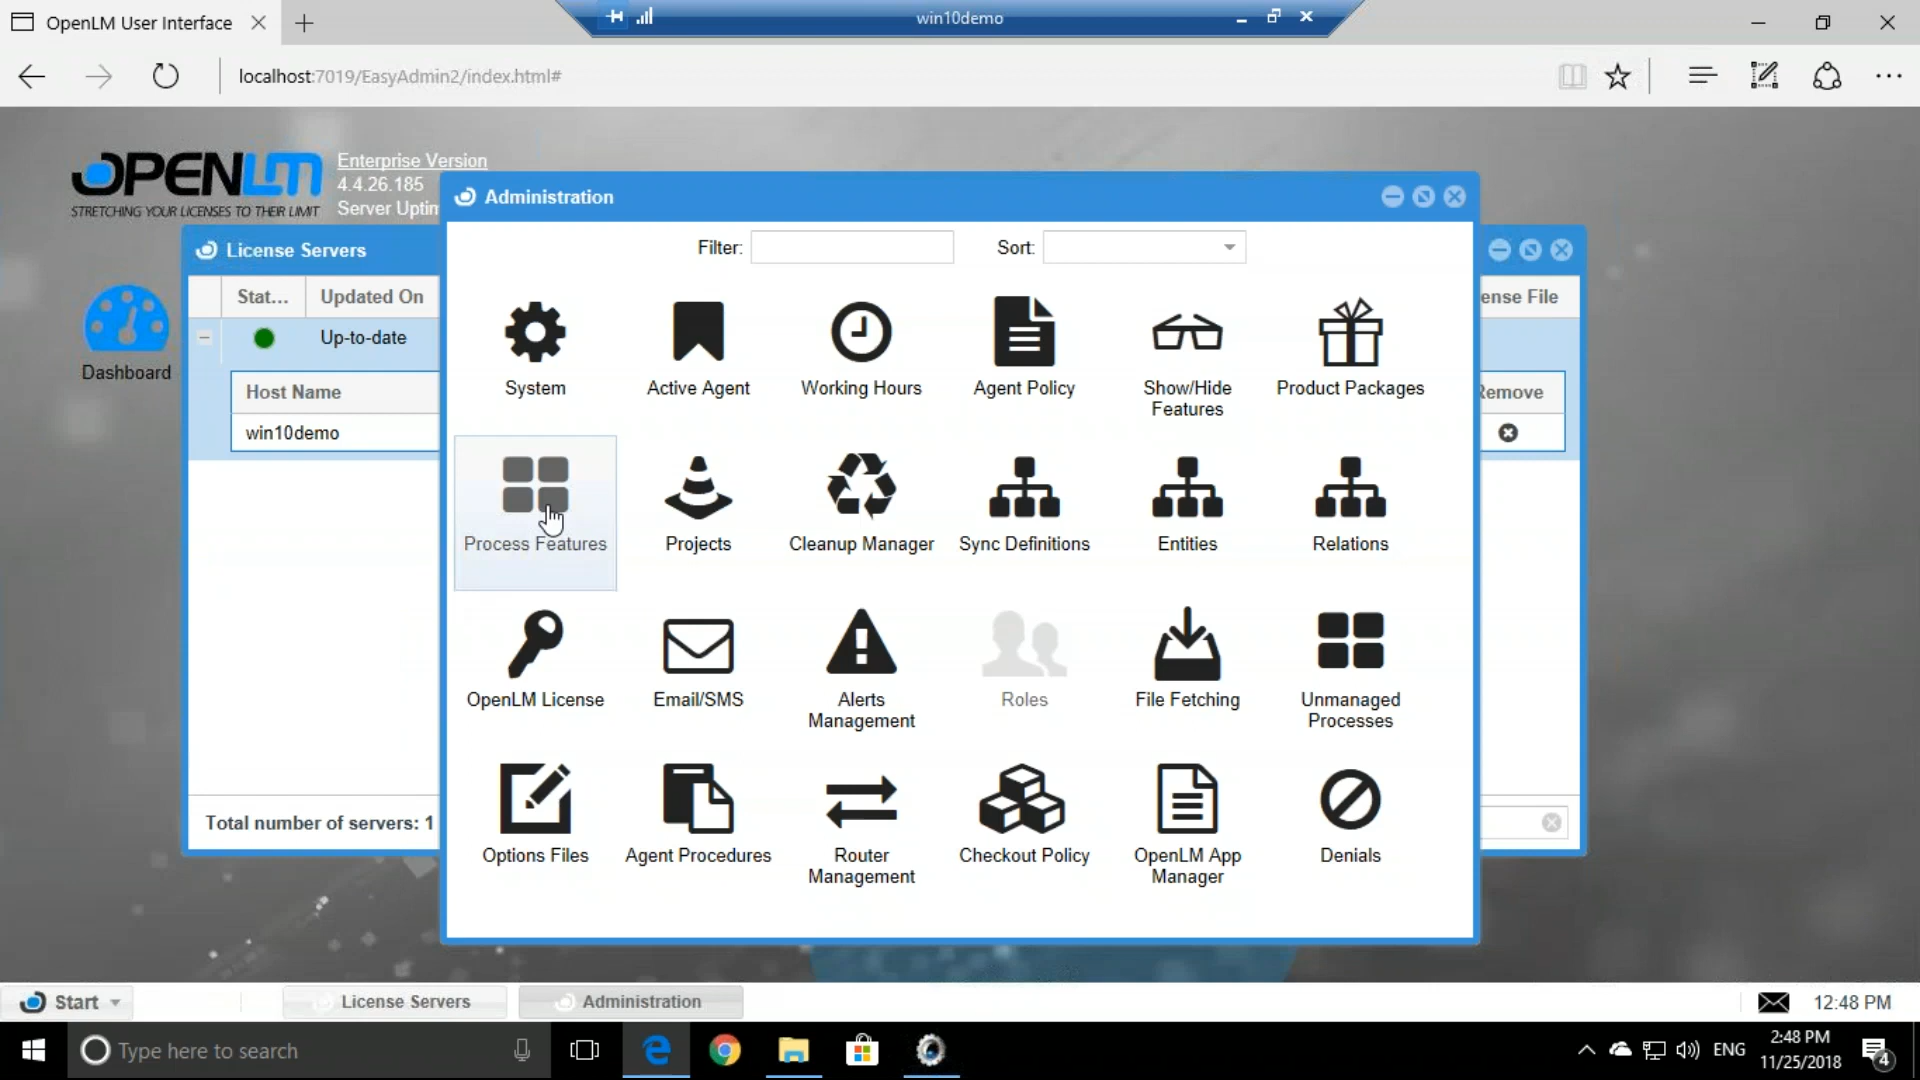 OpenLM User Interface
win10demo
localhost:7019/EasyAdmin2/index.html#
OPENLM
STRETCHING YOUR LICENSES TO THEIR LIMIT
Enterprise Version
4.4.26.185
Server Uptim
Administration
License Servers
Filter:
Sort:
Stat...
Updated On
ense File
Up-to-date
Dashboard
Host Name
Remove
win10demo
System
Active Agent
Working Hours
Agent Policy
Show/Hide
Features
Product Packages
Process Features
Projects
Cleanup Manager
Sync Definitions
Entities
Relations
OpenLM License
Email/SMS
Alerts
Management
Roles
File Fetching
Unmanaged
Processes
Options Files
Agent Procedures
Router
Management
Checkout Policy
OpenLM App
Manager
Denials
Total number of servers: 1
Start
License Servers
Administration
12:48 PM
Type here to search
ENG
2:48 PM
11/25/2018
4